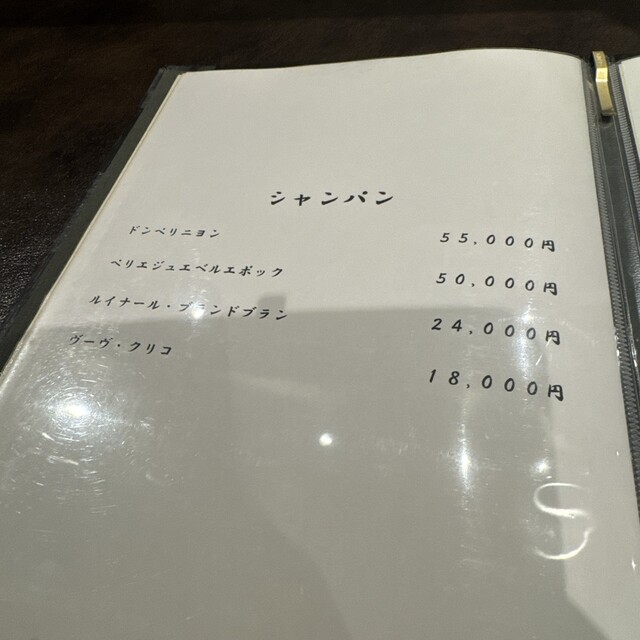 シャンパン
ドンペリニヨン 55,000円
ペリエジュエベルエポック 50,000円
ルイナール・ブランドブラン 24,000円
ヴーヴ・クリコ 18,000円